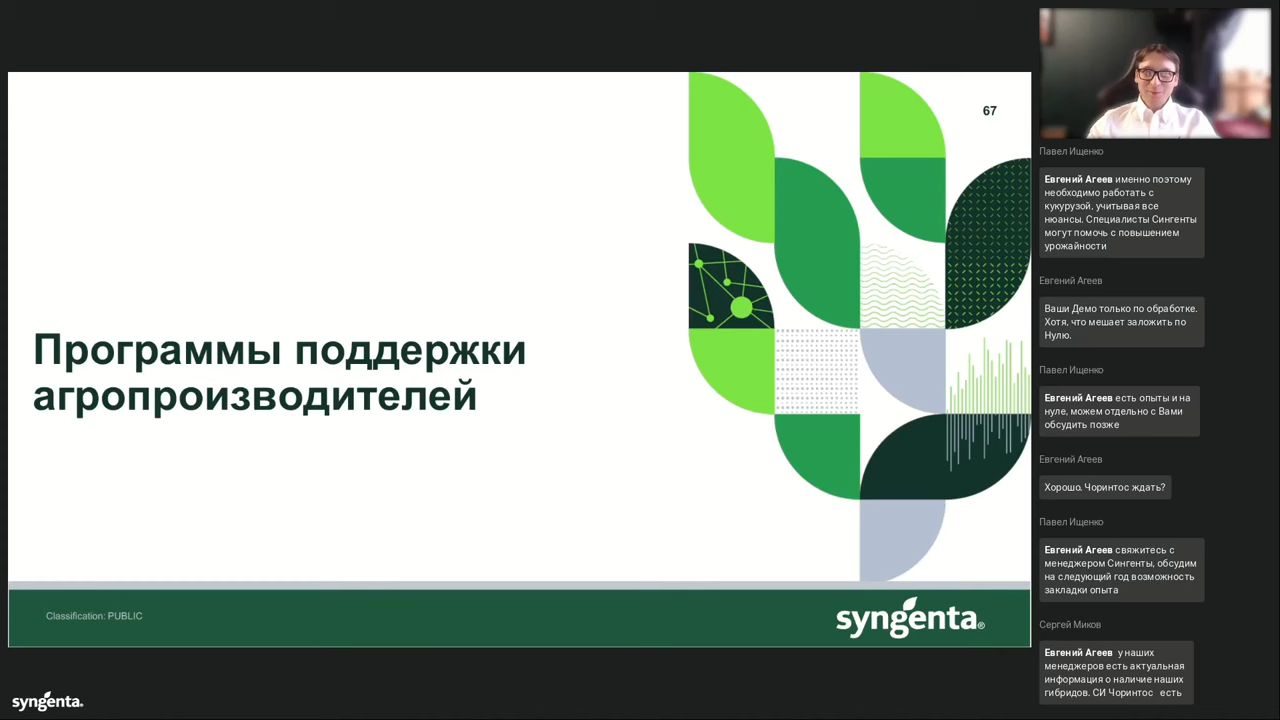 67
Программы поддержки
агропроизводителей
Classification: PUBLIC
syngenta®
syngenta®
Павел Ищенко
Евгений Агеев именно поэтому
необходимо работать с
кукурузой, учитывая все
нюансы. Специалисты Сингенты
могут помочь с повышением
урожайности
Евгений Агеев
Ваши Демо только по обработке.
Хотя, что мешает заложить по
Нулю.
Павел Ищенко
Евгений Агеев есть опыты и на
нуле, можем отдельно с Вами
обсудить позже
Евгений Агеев
Хорошо. Чоринтос ждать?
Павел Ищенко
Евгений Агеев свяжитесь с
менеджером Сингенты, обсудим
на следующий год возможность
закладки опыта
Сергей Миков
Евгений Агеев у наших
менеджеров есть актуальная
информация о наличие наших
гибридов. СИ Чоринтос есть